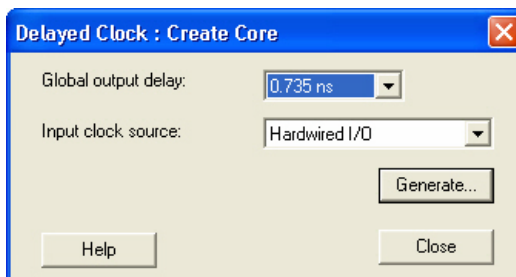 Delayed Clock : Create Core
Global output delay: 0.735 ns
Input clock source: Hardwired I/O
Generate...
Help Close